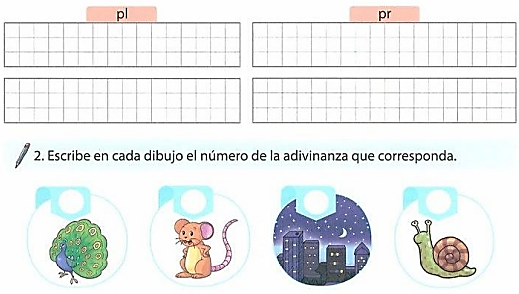 pl
pr
2. Escribe en cada dibujo el número de la adivinanza que corresponda.